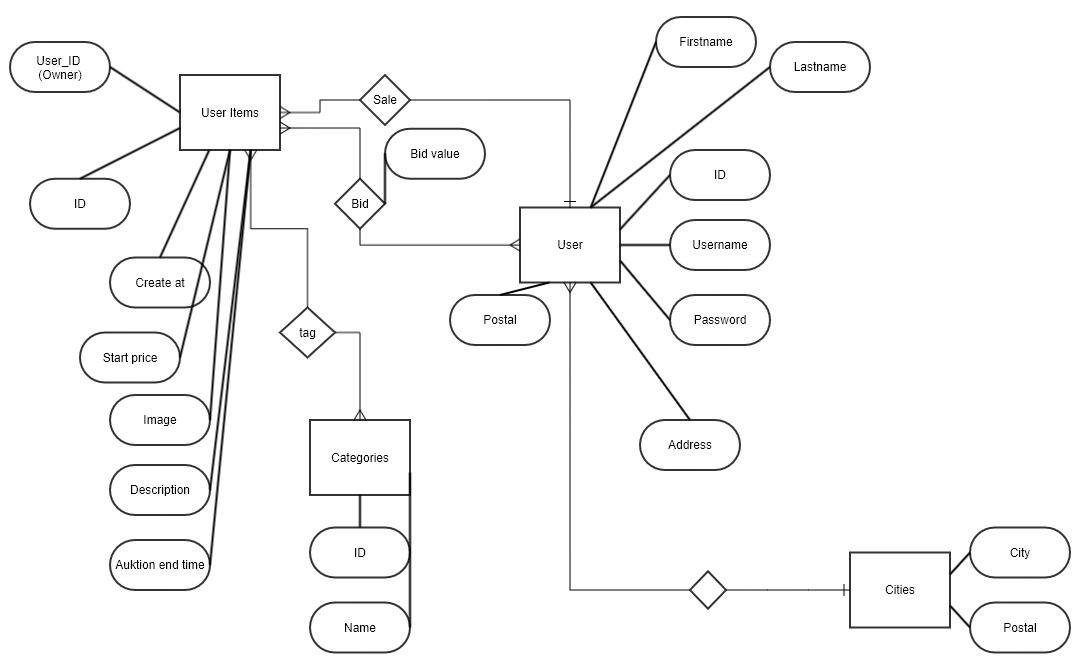 Firstname
Lastname
User_ID
(Owner)
User Items
Sale
Bid value
ID
ID
Bid
User
Username
Create at
Postal
Password
tag
Start price
Image
Address
Categories
Description
ID
City
Auktion end time
Cities
Name
Postal